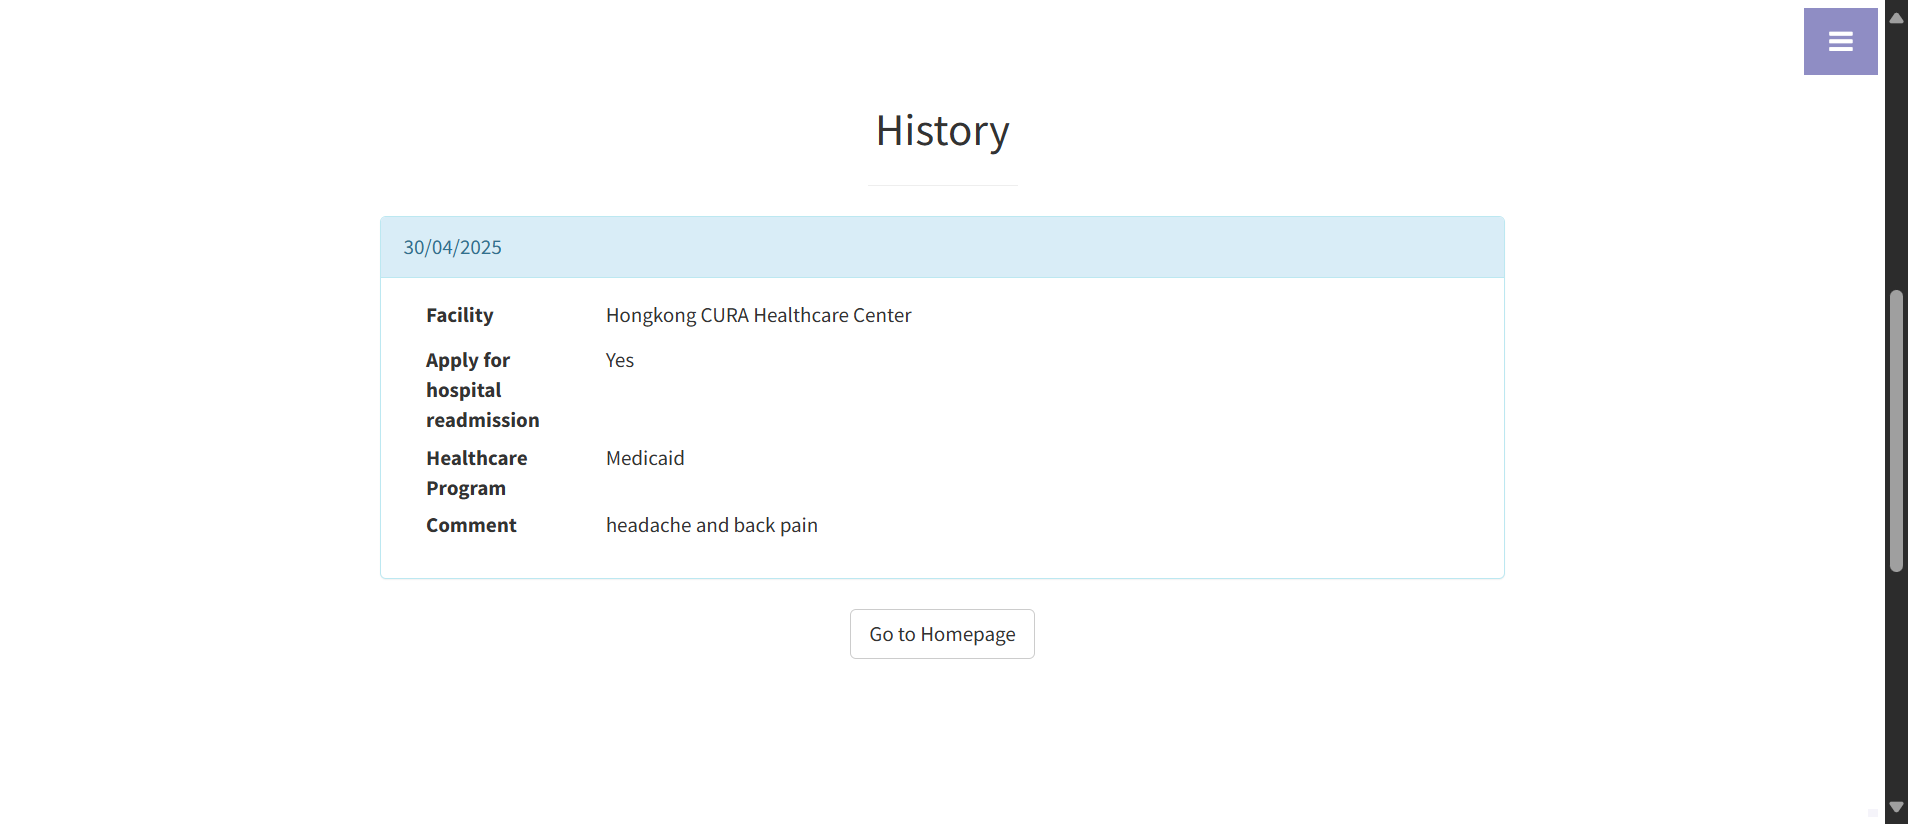 History
30/04/2025
Facility Hongkong CURA Healthcare Center
Apply for Yes
hospital
readmission
Healthcare Medicaid
Program
Comment headache and back pain
Go to Homepage